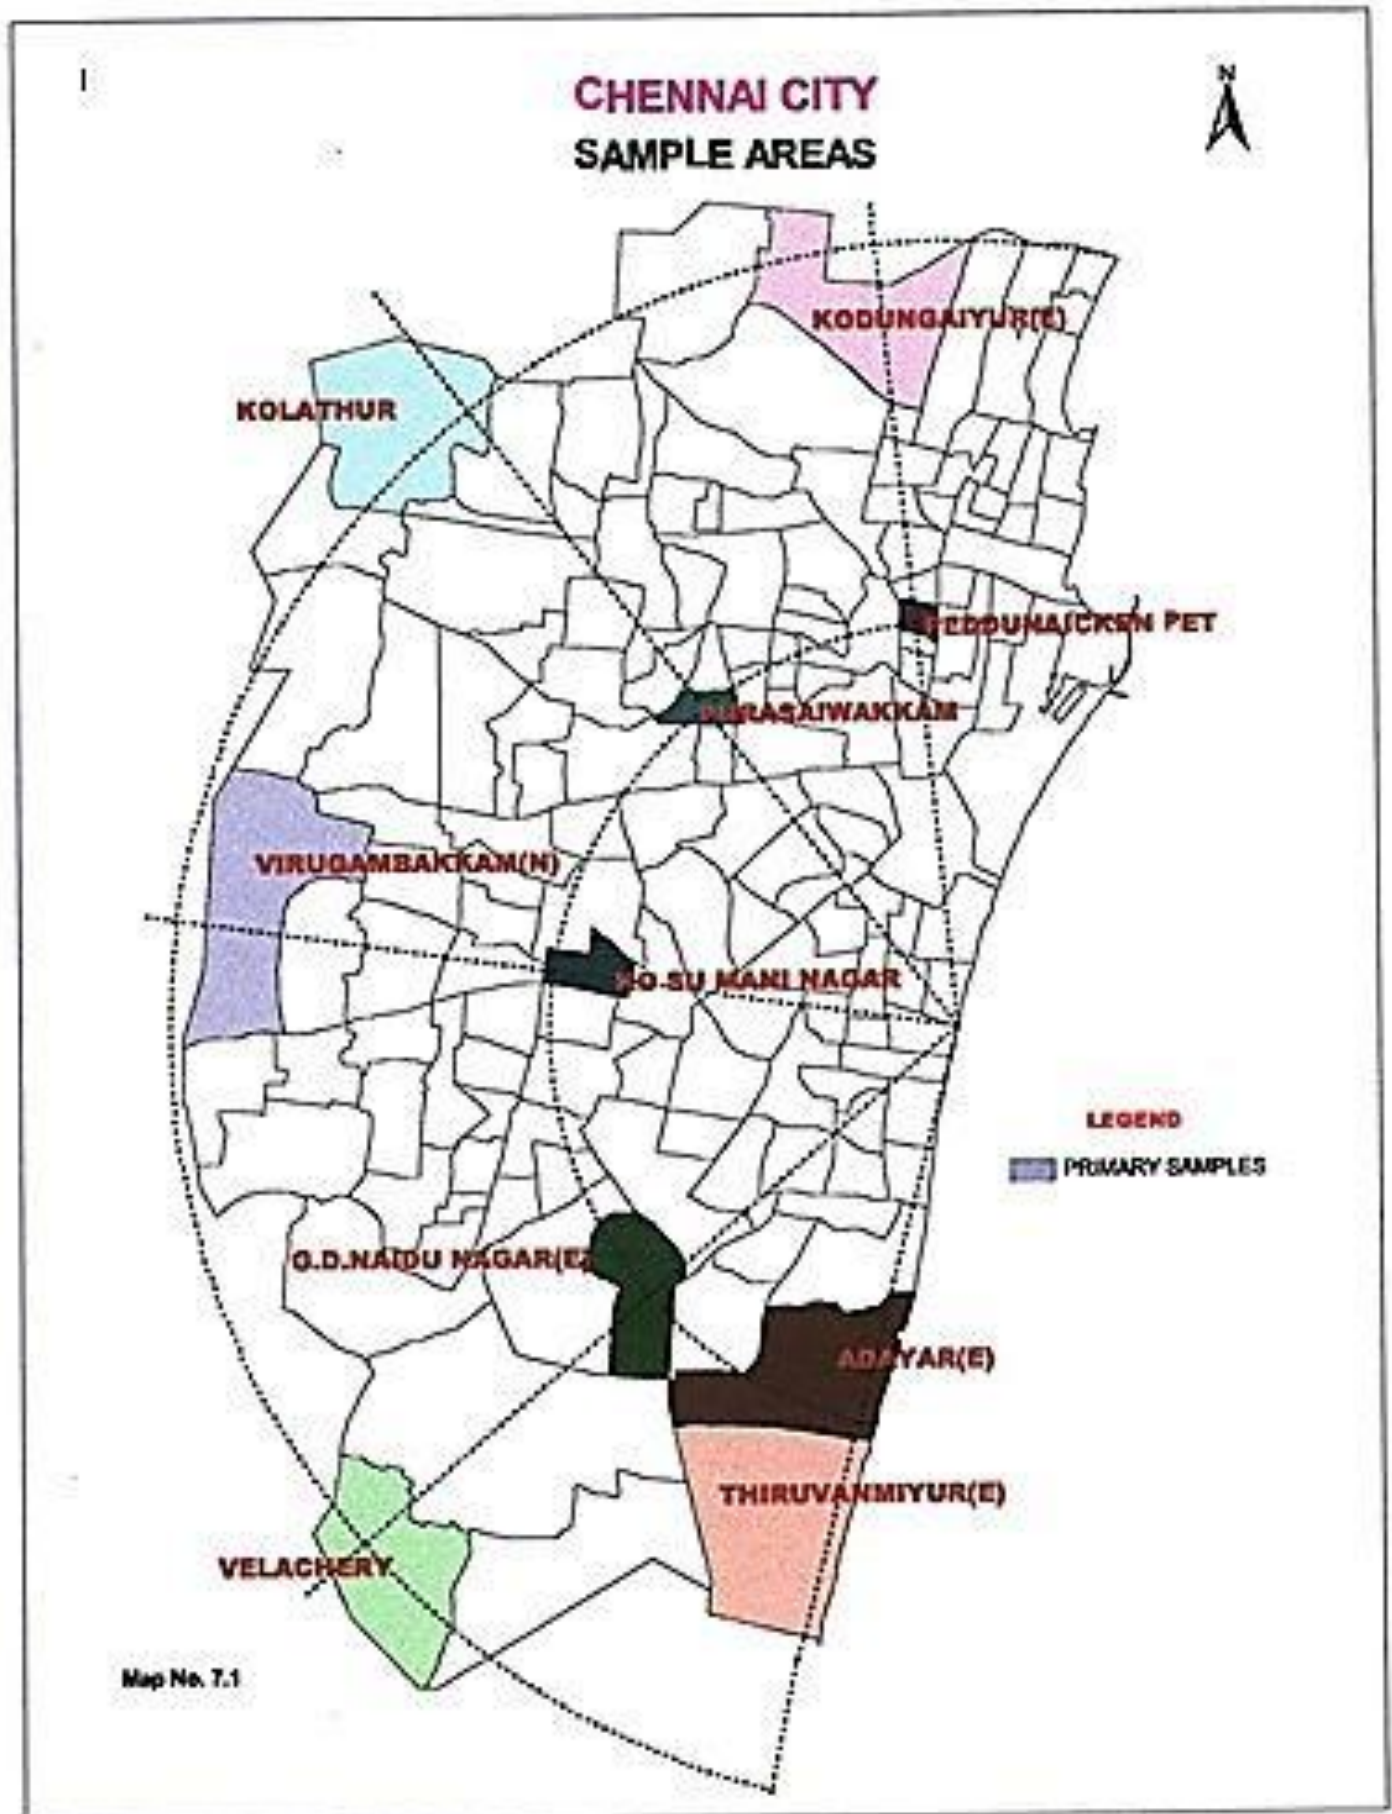 N
CHENNAI CITY
SAMPLE AREAS
KODUNGAIYUR(E)
KOLATHUR
PEDDUNAICKEN PET
PURASAIWAKKAM
VIRUGAMBAKKAM(N)
KO SU MANI NAGAR
LEGEND
PRIMARY SAMPLES
G.D.NAIDU NAGAR(E)
ADAYAR(E)
THIRUVANMIYUR(E)
VELACHERY
Map No. 7.1